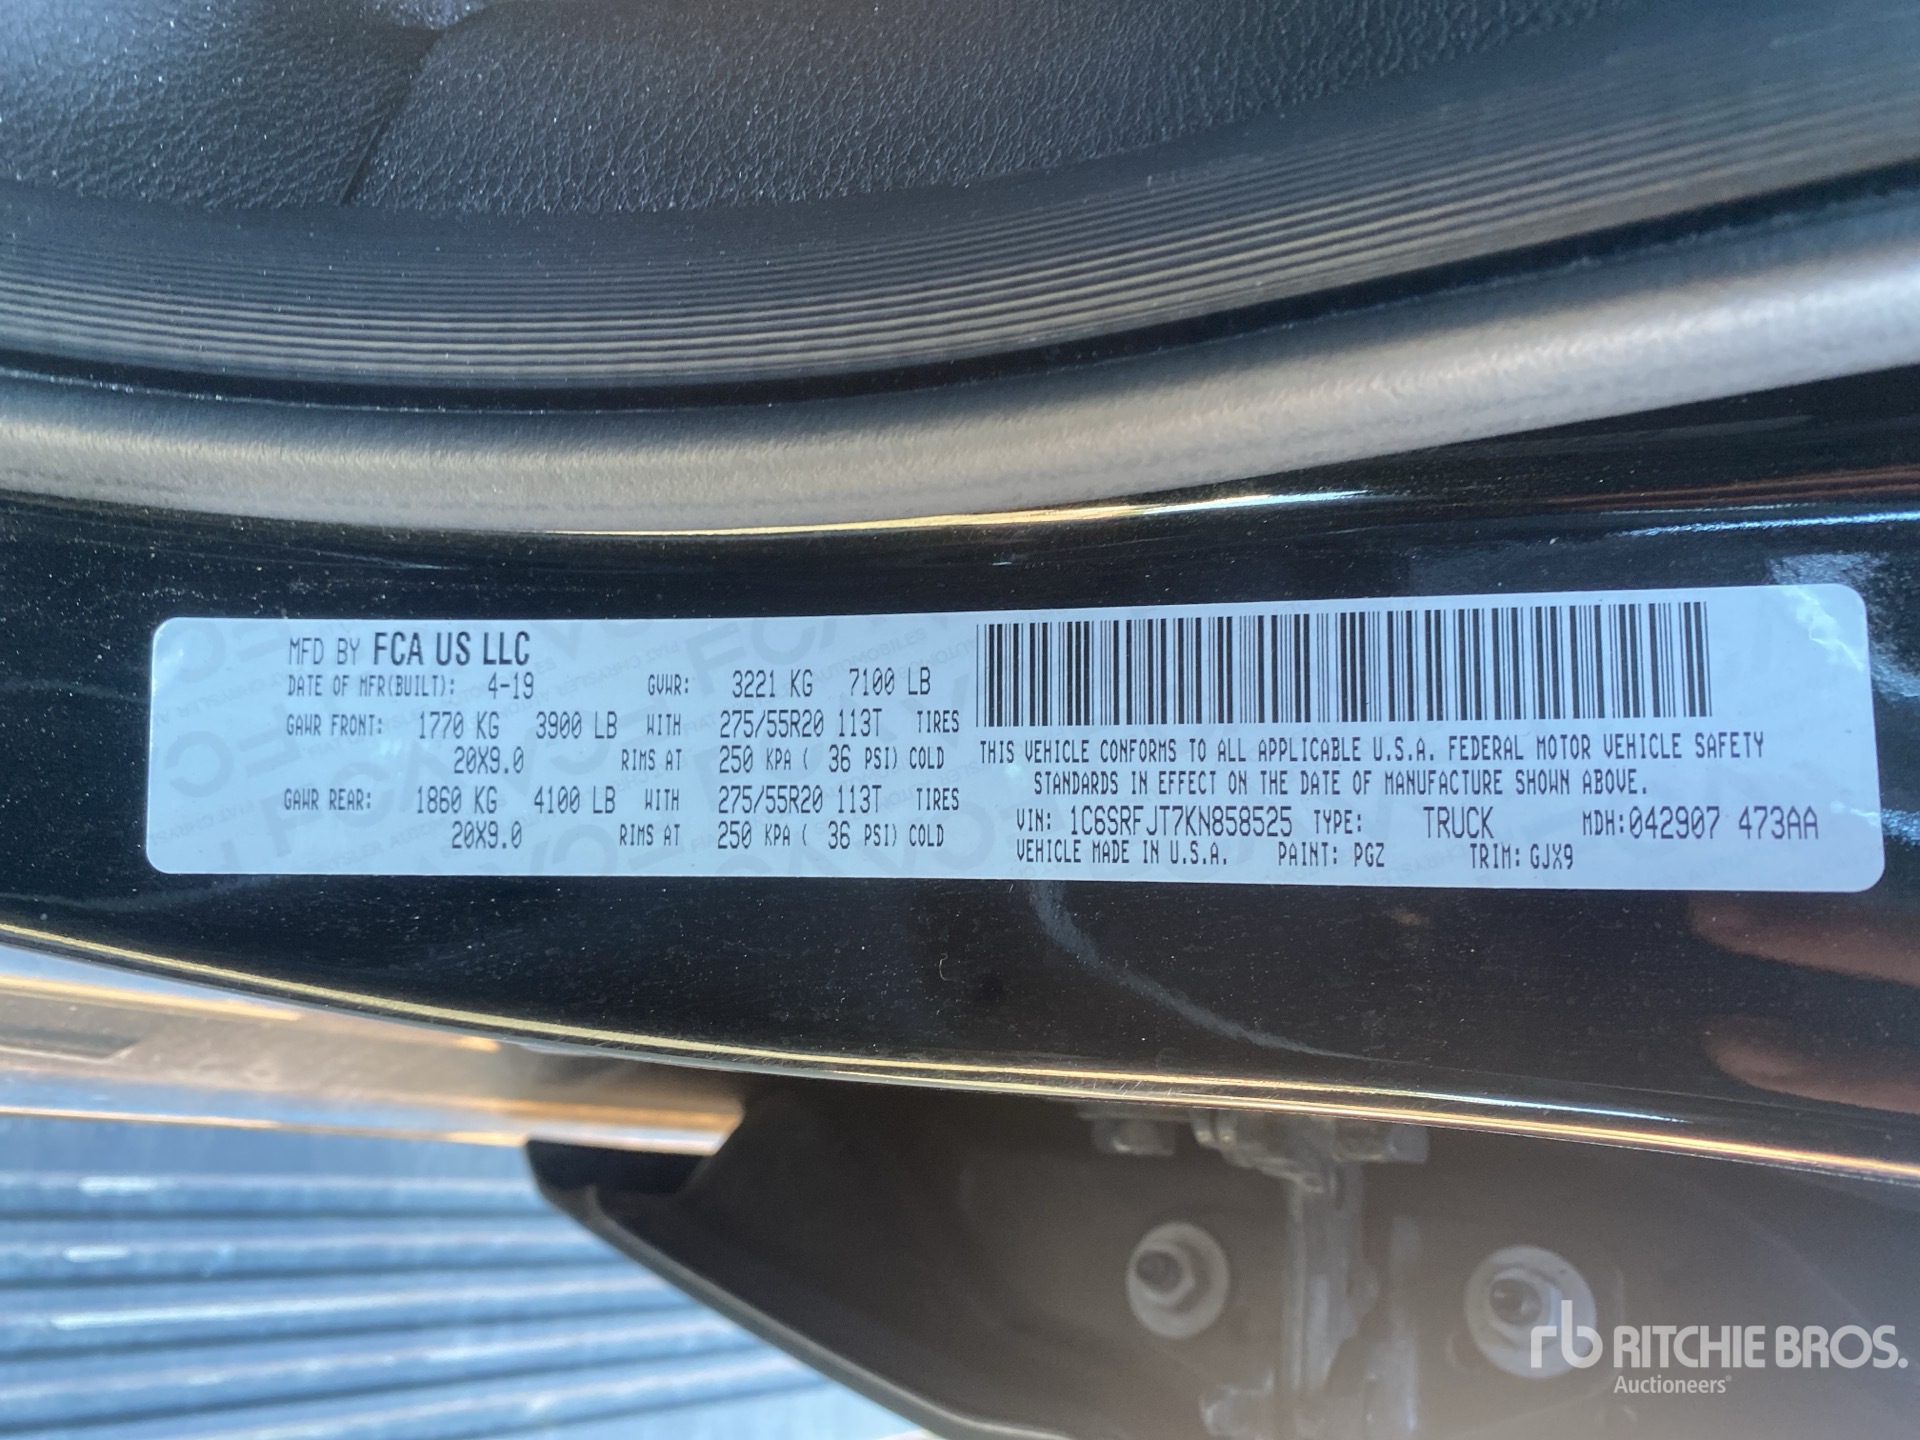 MFD BY FCA US LLC
DATE OF MFR(BUILT): 4-19 GVWR: 3221 KG 7100 LB
GAWR FRONT: 1770 KG 3900 LB WITH 275/55R20 113T TIRES
20X9.0 RIMS AT 250 KPA ( 36 PSI) COLD
GAWR REAR: 1860 KG 4100 LB WITH 275/55R20 113T TIRES
20X9.0 RIMS AT 250 KPA ( 36 PSI) COLD
THIS VEHICLE CONFORMS TO ALL APPLICABLE U.S.A. FEDERAL MOTOR VEHICLE SAFETY
STANDARDS IN EFFECT ON THE DATE OF MANUFACTURE SHOWN ABOVE.
VIN: 1C6SRFJT7KN858525 TYPE: TRUCK MDH:042907 473AA
VEHICLE MADE IN U.S.A. PAINT: PGZ TRIM:GJX9
rb RITCHIE BROS.
Auctioneers